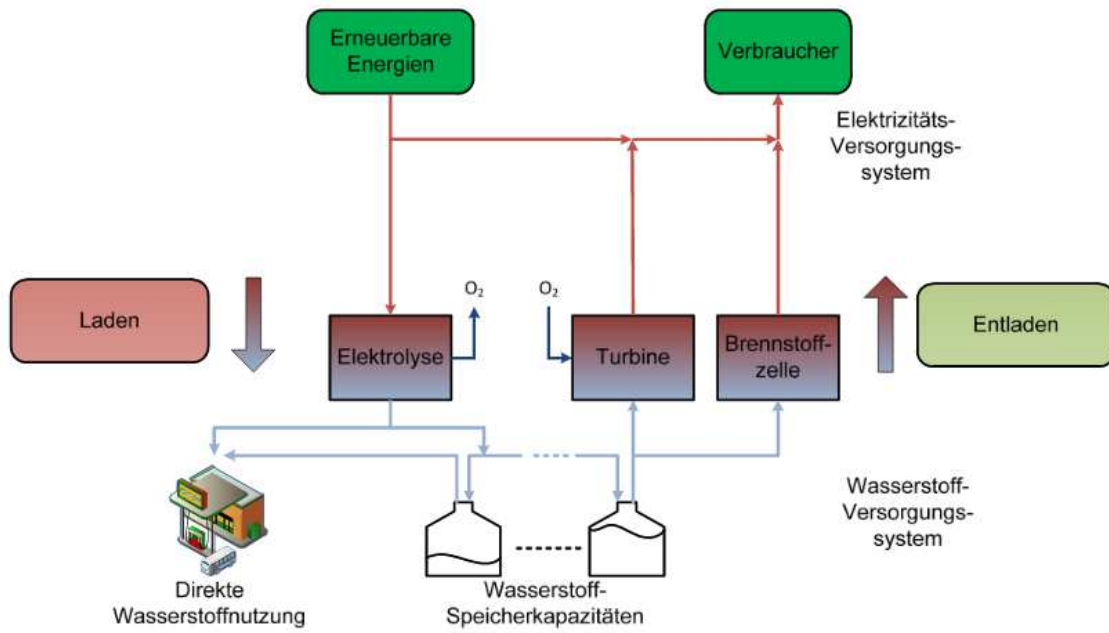 Erneuerbare
Energien
Verbraucher
Elektrizitäts-
Versorgungs-
system
Laden
O₂
O₂
Entladen
Elektrolyse
Turbine
Brennstoff-
zelle
Wasserstoff-
Versorgungs-
system
Direkte
Wasserstoffnutzung
Wasserstoff-
Speicherkapazitäten